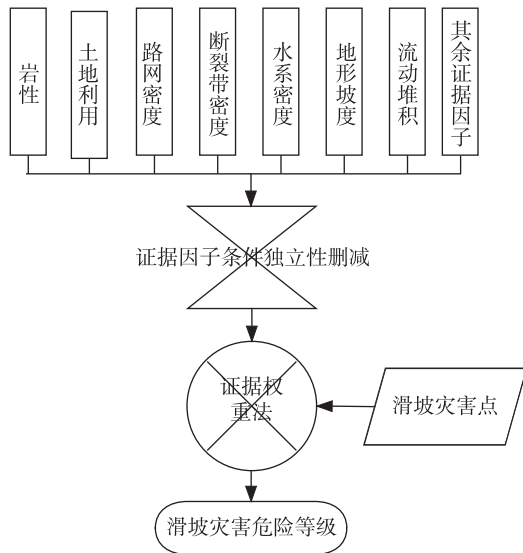 岩性
土地利用
路网密度
断裂带密度
水系密度
地形坡度
流动堆积
其余证据因子
证据因子条件独立性删减
证据权
重法
滑坡灾害点
滑坡灾害危险等级